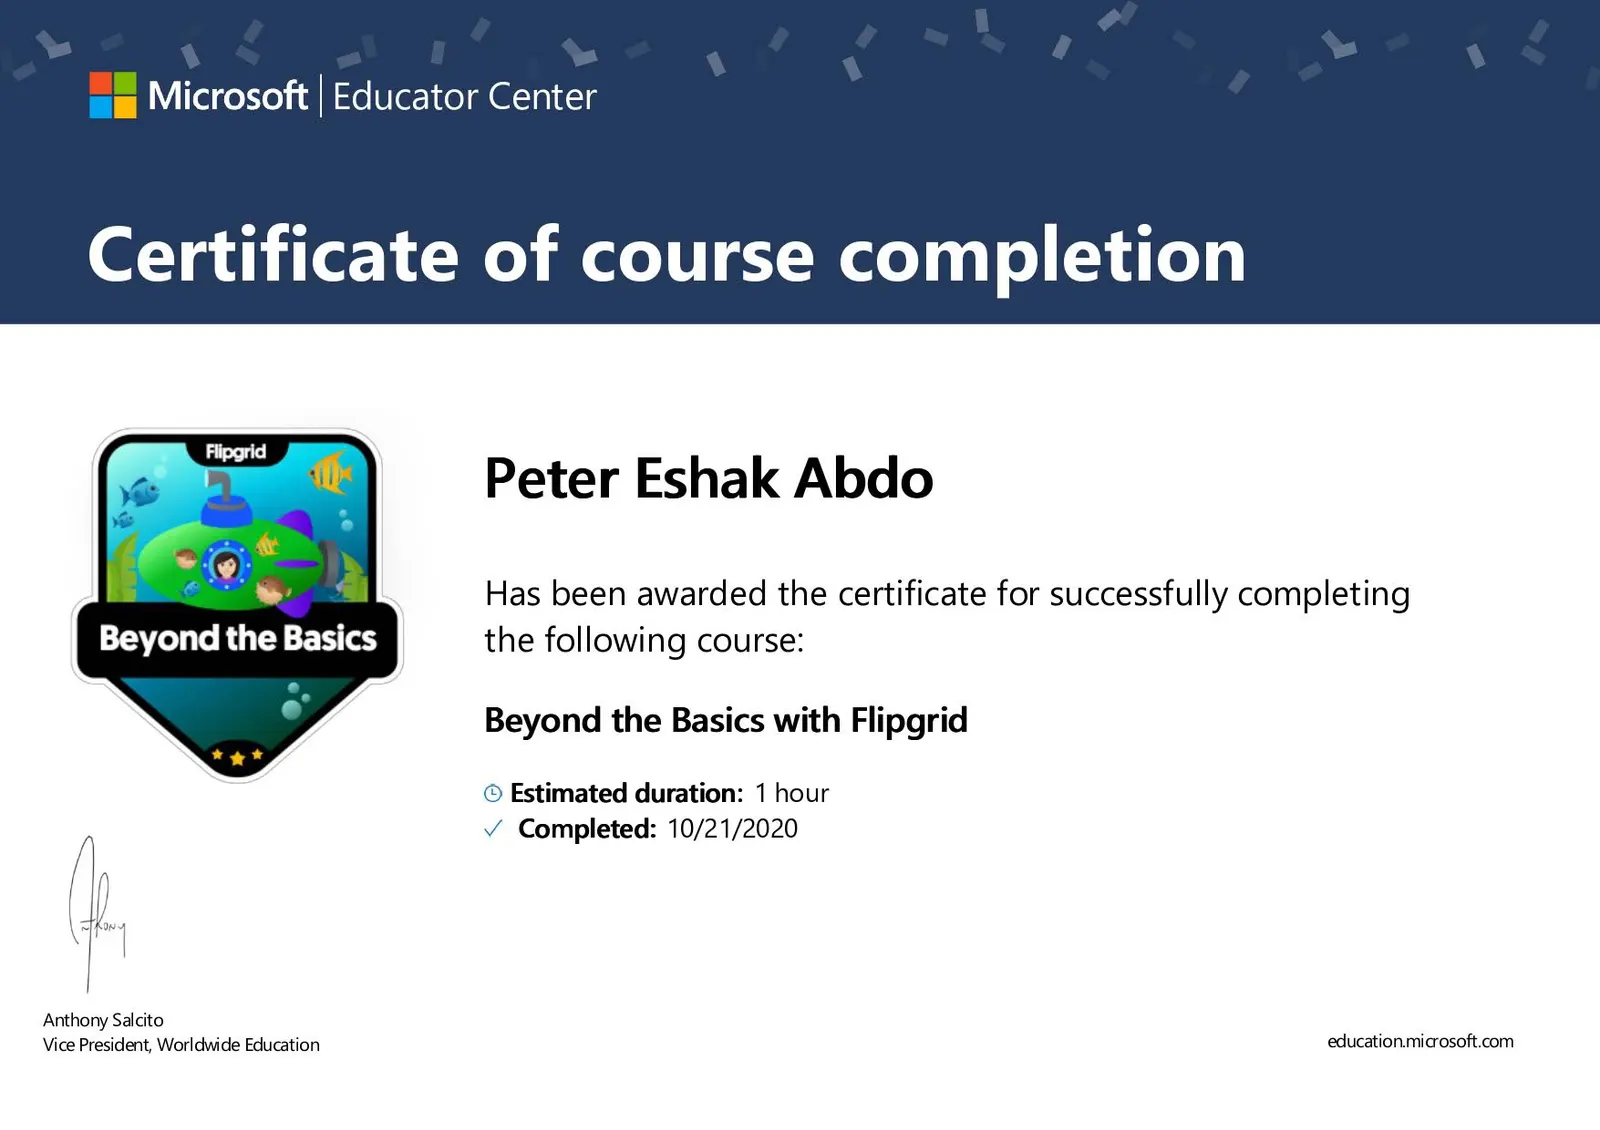 Microsoft | Educator Center
Certificate of course completion
Flipgrid
Beyond the Basics
Peter Eshak Abdo
Has been awarded the certificate for successfully completing
the following course:
Beyond the Basics with Flipgrid
Estimated duration: 1 hour
Completed: 10/21/2020
Anthony
Anthony Salcito
Vice President, Worldwide Education
education.microsoft.com